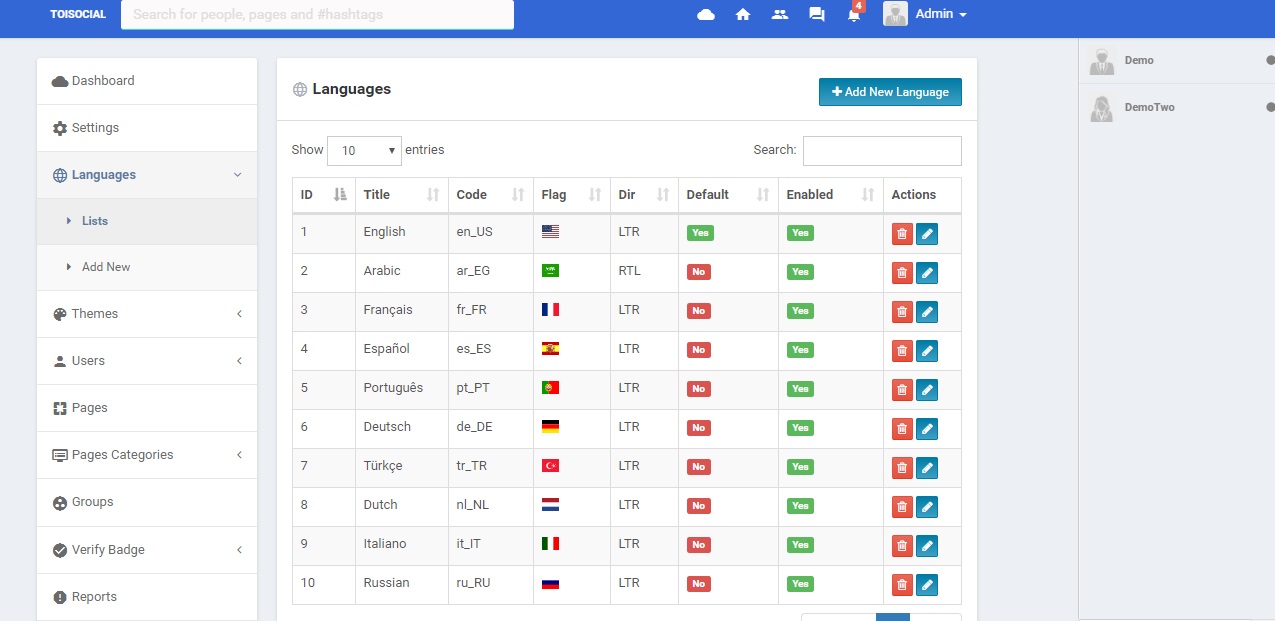 TOISOCIAL
Search for people, pages and #hashtags
4
Admin
Dashboard
Settings
Languages
Lists
Add New
Themes
Users
Pages
Pages Categories
Groups
Verify Badge
Reports
Languages
Add New Language
Show 10 entries
Search:
ID Title Code Flag Dir Default Enabled Actions
1 English en_US LTR Yes Yes
2 Arabic ar_EG RTL No Yes
3 Français fr_FR LTR No Yes
4 Español es_ES LTR No Yes
5 Português pt_PT LTR No Yes
6 Deutsch de_DE LTR No Yes
7 Türkçe tr_TR LTR No Yes
8 Dutch nl_NL LTR No Yes
9 Italiano it_IT LTR No Yes
10 Russian ru_RU LTR No Yes
Demo
DemoTwo